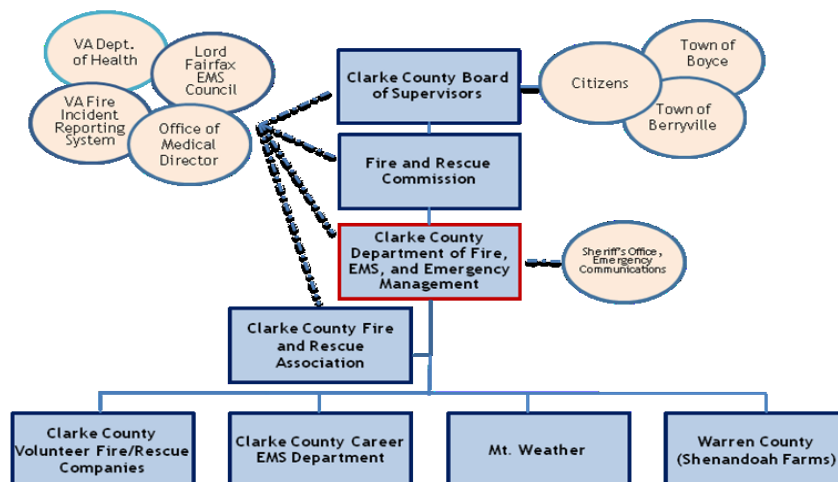 VA Dept.
of Health
Lord
Fairfax
EMS
Council
VA Fire
Incident
Reporting
System
Office of
Medical
Director
Clarke County Board
of Supervisors
Citizens
Town of
Boyce
Town of
Berryville
Fire and Rescue
Commission
Clarke County
Department of Fire,
EMS, and Emergency
Management
Sheriff's Office,
Emergency
Communications
Clarke County Fire
and Rescue
Association
Clarke County
Volunteer Fire/Rescue
Companies
Clarke County Career
EMS Department
Mt. Weather
Warren County
(Shenandoah Farms)